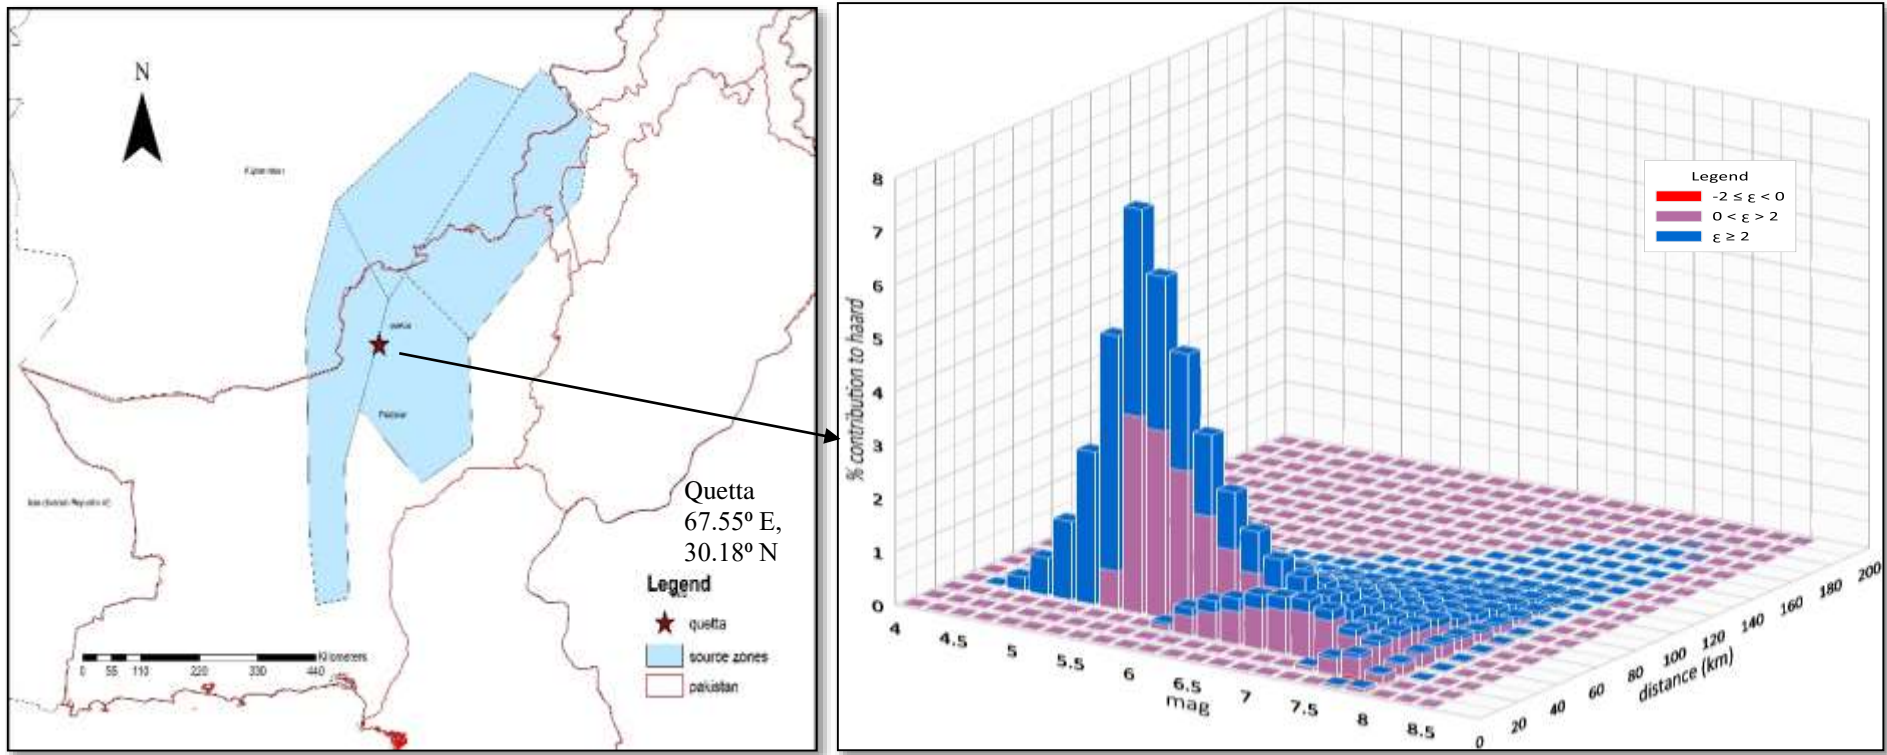 N
Quetta
67.55º E,
30.18º N
Legend
quetta
source zones
pakistan
Kilometers
0 55 110 220 330 440
Pakistan
% contribution to haard
8
7
6
5
4
3
2
1
0
4 4.5 5 5.5 6 6.5 7 7.5 8 8.5
mag
0 20 40 60 80 100 120 140 160 180 200
distance (km)
Legend
-2 ≤ ε < 0
0 < ε > 2
ε ≥ 2